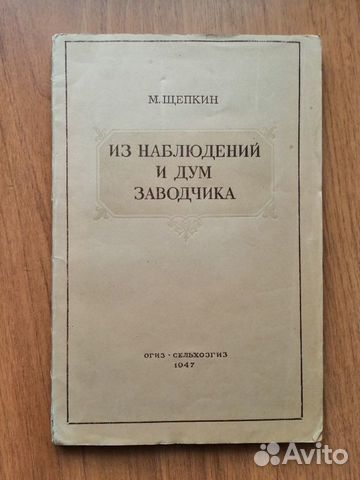 М. ЩЕПКИН
ИЗ НАБЛЮДЕНИЙ
И ДУМ
ЗАВОДЧИКА
ОГИЗ · СЕЛЬХОЗГИЗ
1947
Avito